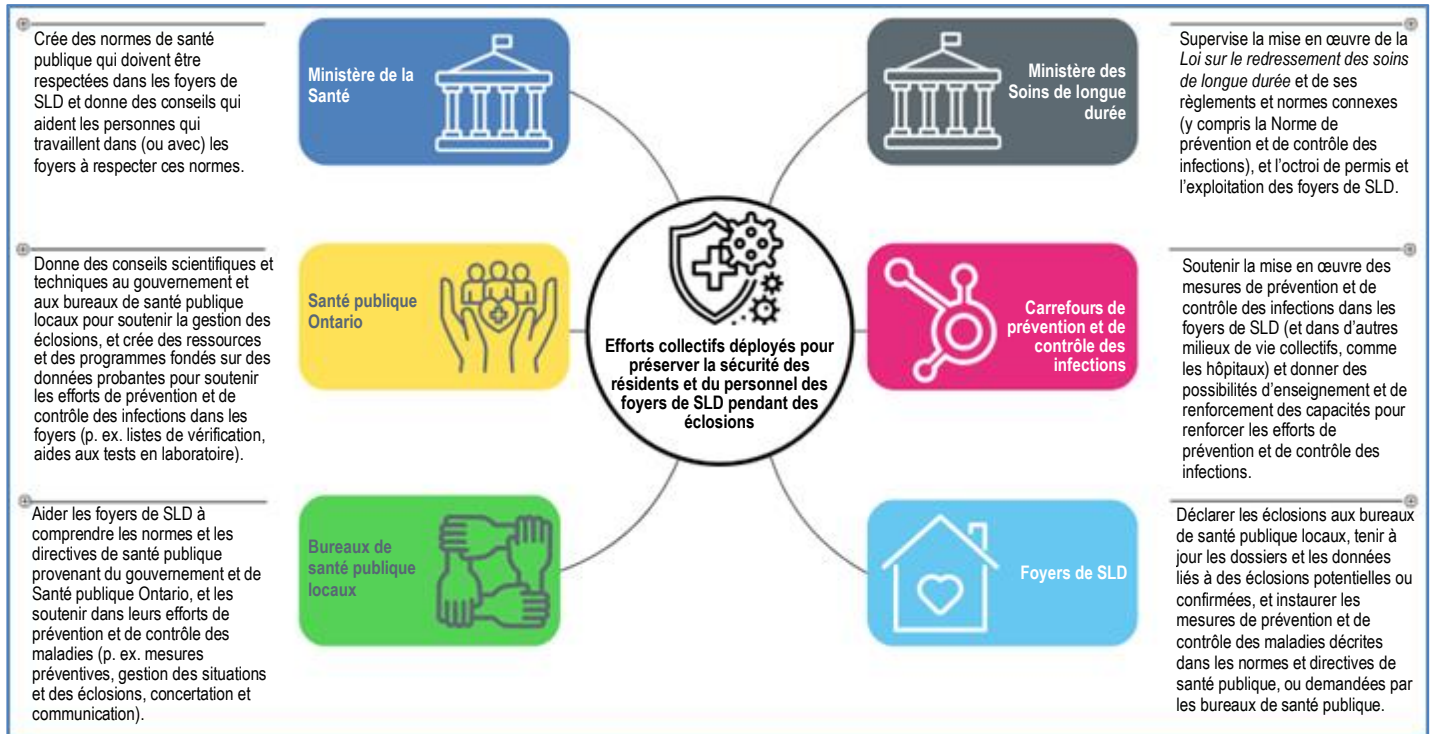 Crée des normes de santé
publique qui doivent être
respectées dans les foyers de
SLD et donne des conseils qui
aident les personnes qui
travaillent dans (ou avec) les
foyers à respecter ces normes.
Ministère de la
Santé
Ministère des
Soins de longue
durée
Supervise la mise en œuvre de la
Loi sur le redressement des soins
de longue durée et de ses
règlements et normes connexes
(y compris la Norme de
prévention et de contrôle des
infections), et l’octroi de permis et
l’exploitation des foyers de SLD.
Donne des conseils scientifiques et
techniques au gouvernement et
aux bureaux de santé publique
locaux pour soutenir la gestion des
éclosions, et crée des ressources
et des programmes fondés sur des
données probantes pour soutenir
les efforts de prévention et de
contrôle des infections dans les
foyers (p. ex. listes de vérification,
aides aux tests en laboratoire).
Santé publique
Ontario
Efforts collectifs déployés pour
préserver la sécurité des
résidents et du personnel des
foyers de SLD pendant des
éclosions
Carrefours de
prévention et de
contrôle des
infections
Soutenir la mise en œuvre des
mesures de prévention et de
contrôle des infections dans les
foyers de SLD (et dans d’autres
milieux de vie collectifs, comme
les hôpitaux) et donner des
possibilités d’enseignement et de
renforcement des capacités pour
renforcer les efforts de
prévention et de contrôle des
infections.
Aider les foyers de SLD à
comprendre les normes et les
directives de santé publique
provenant du gouvernement et de
Santé publique Ontario, et les
soutenir dans leurs efforts de
prévention et de contrôle des
maladies (p. ex. mesures
préventives, gestion des situations
et des éclosions, concertation et
communication).
Bureaux de
santé publique
locaux
Foyers de SLD
Déclarer les éclosions aux bureaux
de santé publique locaux, tenir à
jour les dossiers et les données
liés à des éclosions potentielles ou
confirmées, et instaurer les
mesures de prévention et de
contrôle des maladies décrites
dans les normes et directives de
santé publique, ou demandées par
les bureaux de santé publique.